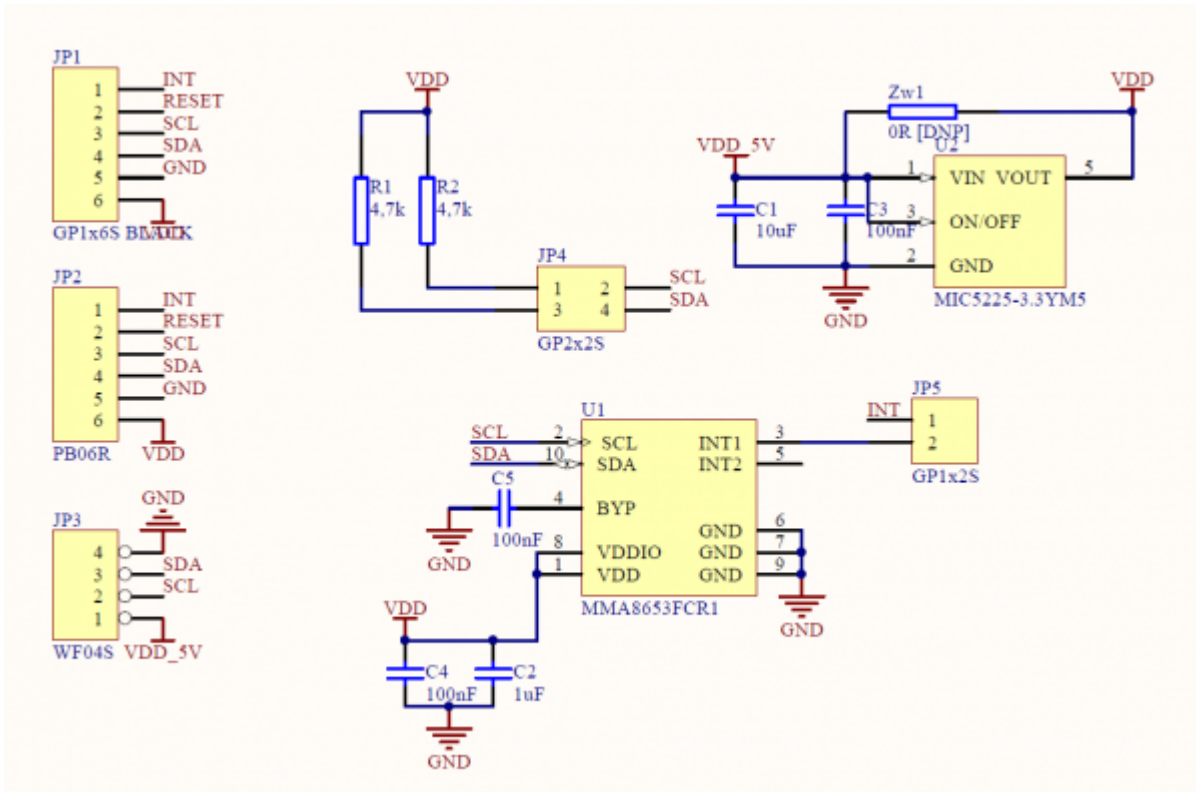 JP1
1 INT
2 RESET
3 SCL
4 SDA
5 GND
6
VDD
GP1x6S BLACK
JP2
1 INT
2 RESET
3 SCL
4 SDA
5 GND
6
PB06R VDD
GND
JP3
4
3 SDA
2 SCL
1
WF04S VDD_5V
VDD
R1 R2
4,7k 4,7k
JP4
1 2 SCL
3 4 SDA
GP2x2S
VDD
Zw1
0R [DNP]
U2
VDD_5V
1 VIN VOUT 5
C1
10uF
C3
100nF
3 ON/OFF
2 GND
MIC5225-3.3YM5
GND
U1
SCL 2 SCL INT1 3
SDA 10 SDA INT2 5
C5
100nF
4 BYP
GND
8 VDDIO
1 VDD
GND 6
GND 7
GND 9
MMA8653FCR1
GND
JP5
INT 1
2
GP1x2S
VDD
C4 C2
100nF 1uF
GND